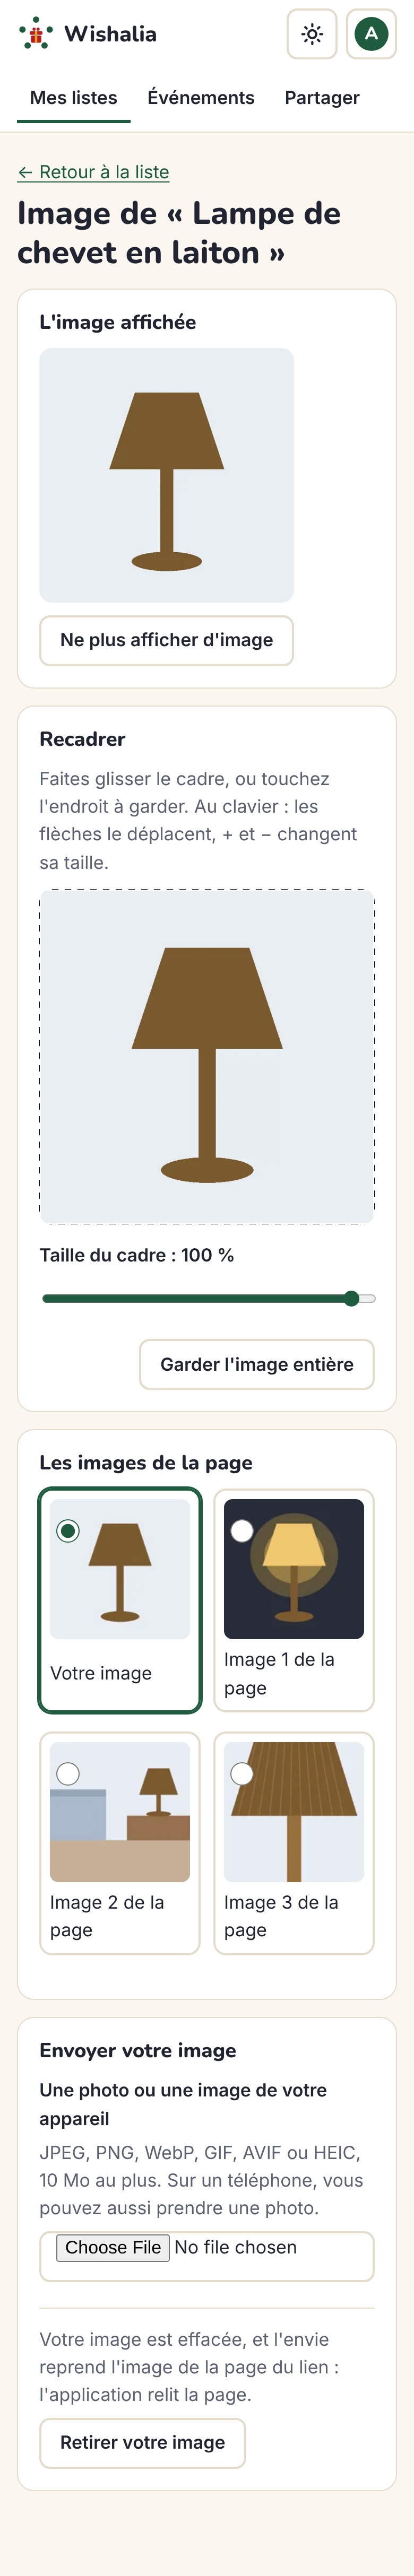 Wishalia
A
Mes listes
Événements
Partager
← Retour à la liste
Image de « Lampe de
chevet en laiton »
L'image affichée
Ne plus afficher d'image
Recadrer
Faites glisser le cadre, ou touchez
l'endroit à garder. Au clavier : les
flèches le déplacent, + et − changent
sa taille.
Taille du cadre : 100 %
Garder l'image entière
Les images de la page
Votre image
Image 1 de la
page
Image 2 de la
page
Image 3 de la
page
Envoyer votre image
Une photo ou une image de votre
appareil
JPEG, PNG, WebP, GIF, AVIF ou HEIC,
10 Mo au plus. Sur un téléphone, vous
pouvez aussi prendre une photo.
Choose File No file chosen
Votre image est effacée, et l'envie
reprend l'image de la page du lien :
l'application relit la page.
Retirer votre image